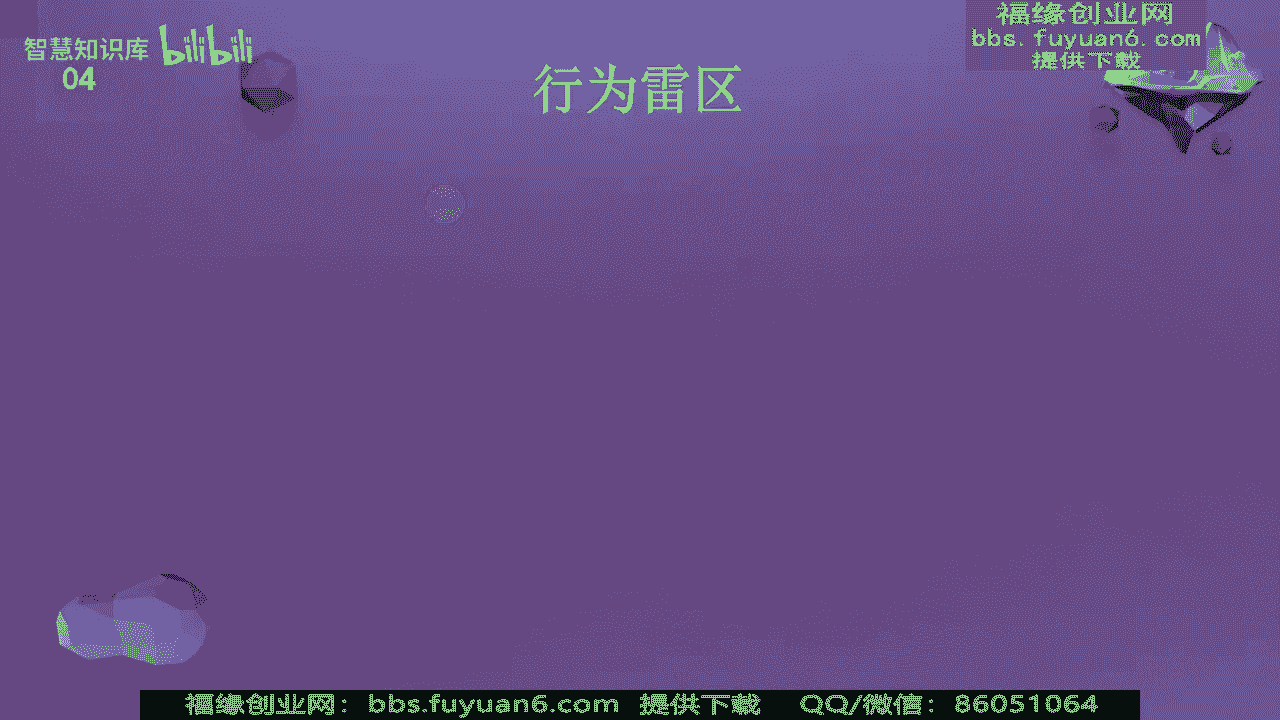 智慧知识库 bilibili
04
福缘创业网
bbs.fuyuan6.com
提供下载
行为雷区
福缘创业网：bbs.fuyuan6.com 提供下载 QQ/微信：86051064